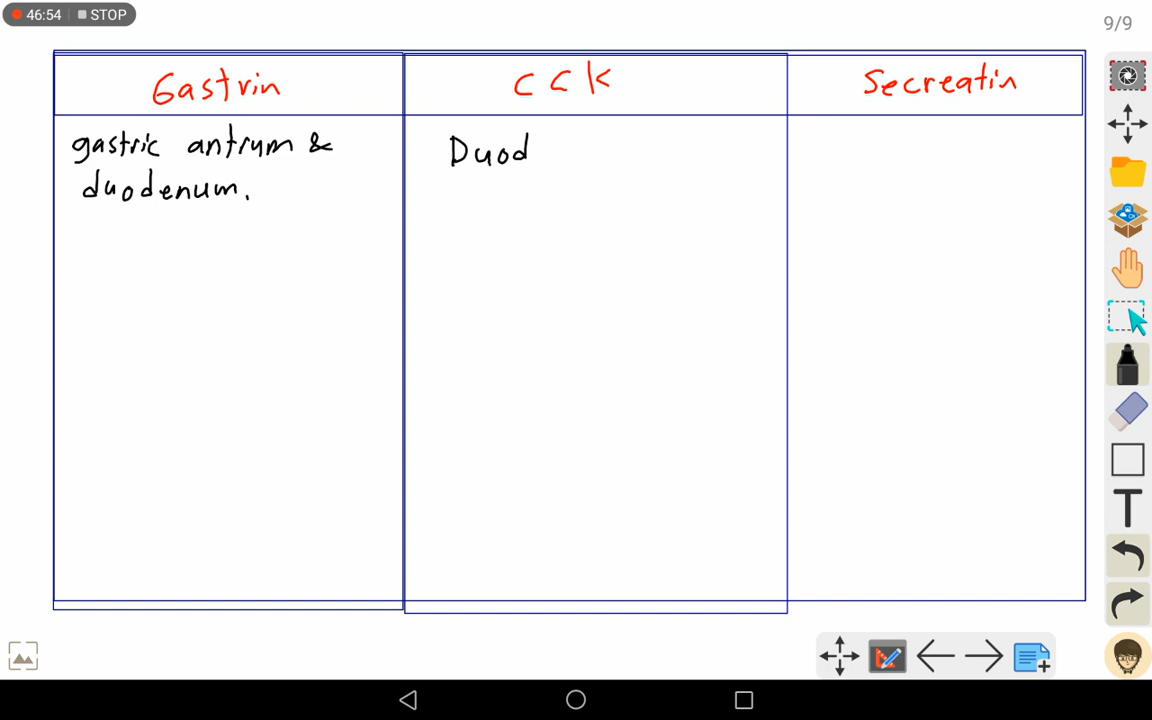 46:54 STOP
9/9
Gastrin
CCK
Secreatin
gastric antrum &
duodenum.
Duod
T